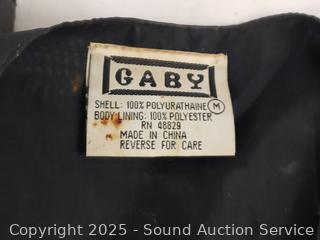 GABY
SHELL: 100% POLYURATHAINE M
BODY LINING: 100% POLYESTER
RN 48829
MADE IN CHINA
REVERSE FOR CARE
Copyright © 2025 - Sound Auction Service